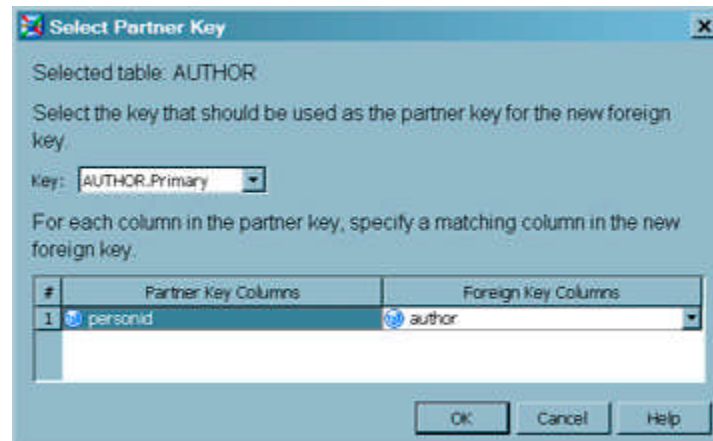 Select Partner Key
Selected table: AUTHOR
Select the key that should be used as the partner key for the new foreign
key.
Key: AUTHOR.Primary
For each column in the partner key, specify a matching column in the new
foreign key.
# Partner Key Columns Foreign Key Columns
1 personid author
OK Cancel Help